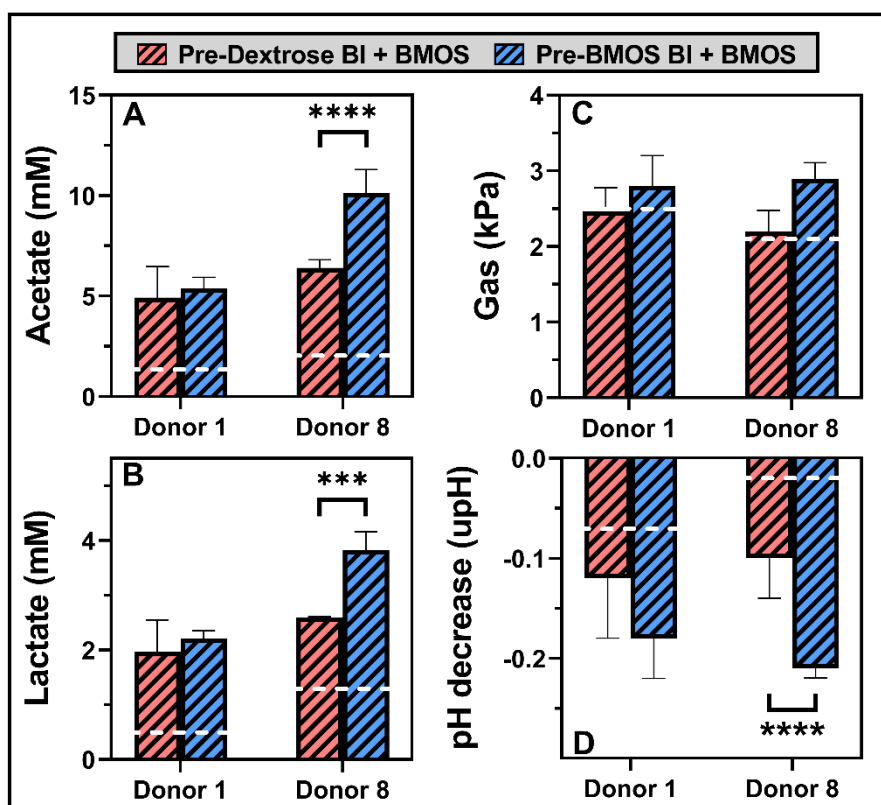 Pre-Dextrose BI + BMOS Pre-BMOS BI + BMOS
A
Acetate (mM)
15
10
5
0
****
Donor 1 Donor 8
C
Gas (kPa)
4
3
2
1
0
Donor 1 Donor 8
B
Lactate (mM)
4
2
0
***
Donor 1 Donor 8
pH decrease (upH)
0.0
-0.1
-0.2
****
D
Donor 1 Donor 8